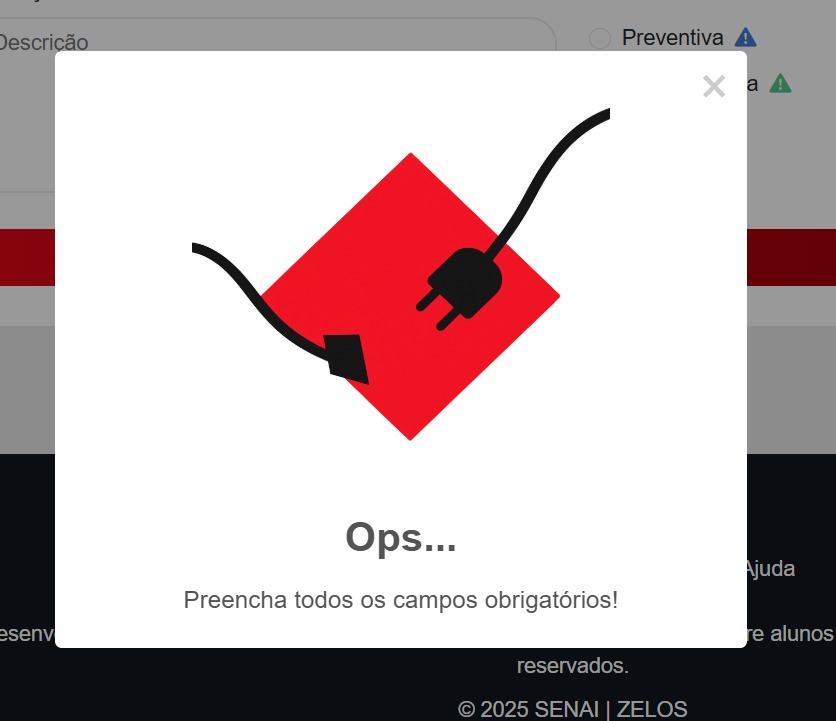 Descrição
Preventiva
a
×
Ops...
Preencha todos os campos obrigatórios!
Ajuda
esenv
re alunos
reservados.
© 2025 SENAI | ZELOS